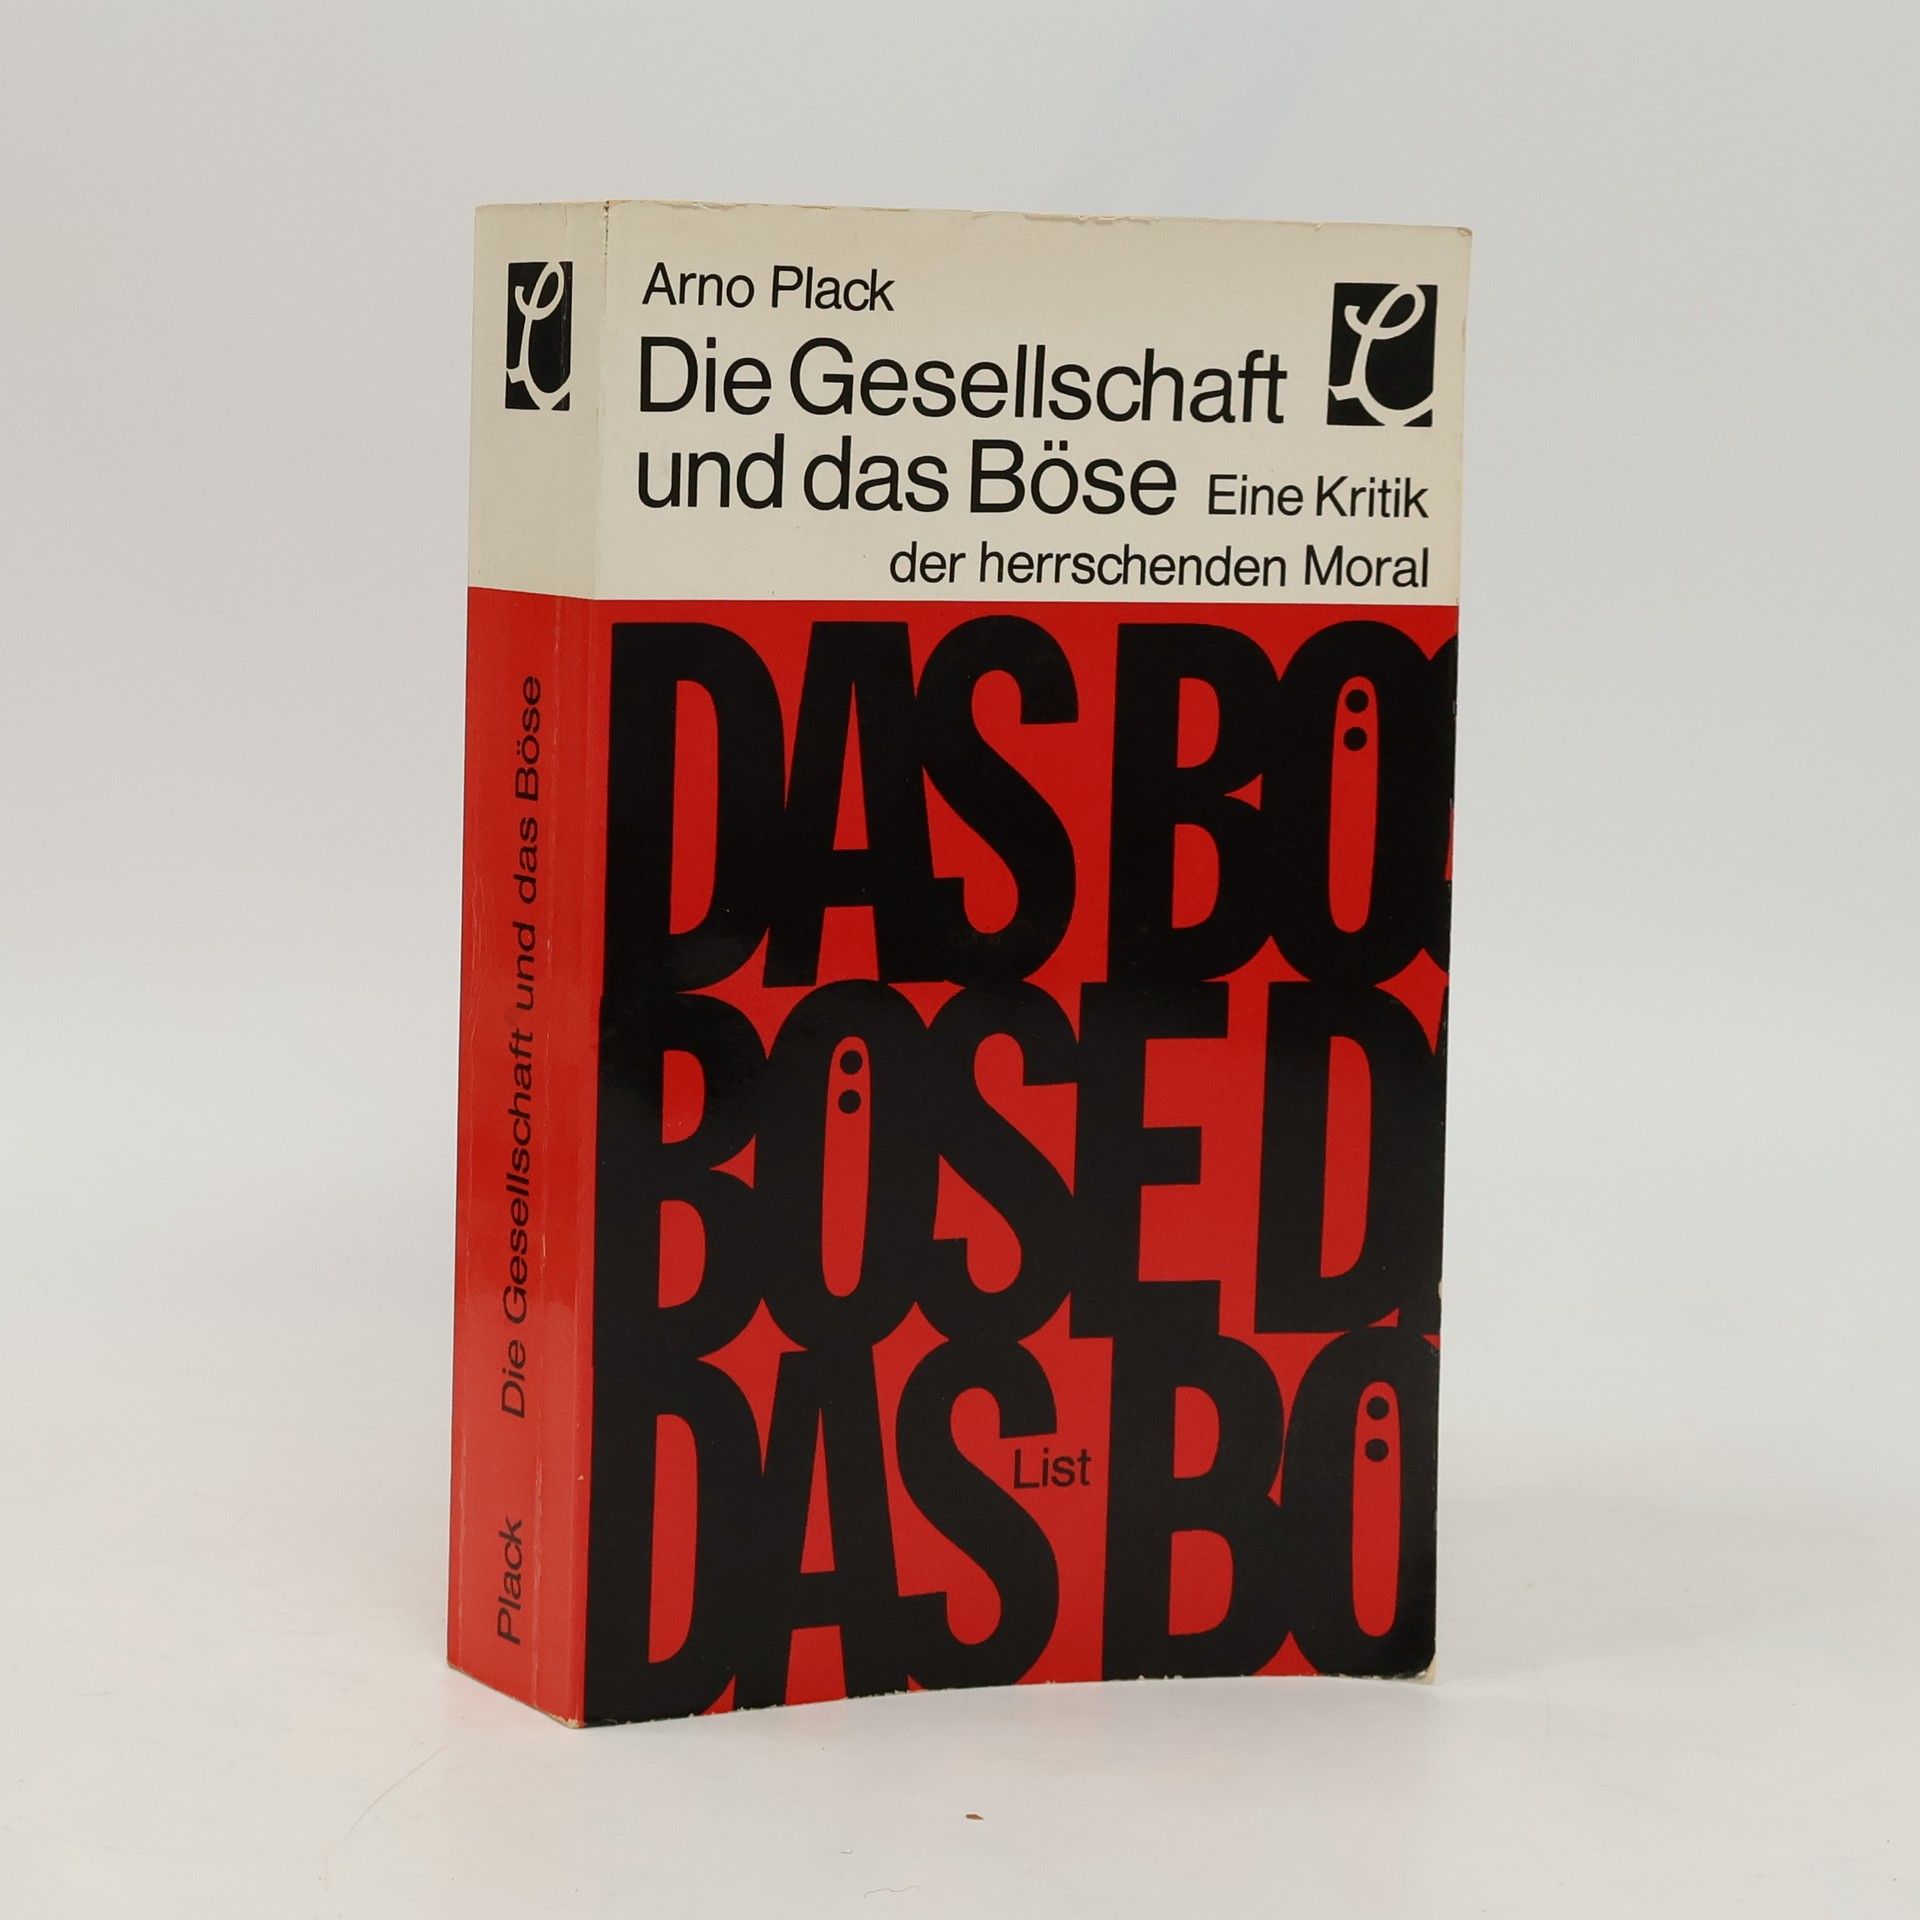 Arno Plack
Die Gesellschaft
und das Böse Eine Kritik
der herrschenden Moral
DAS BÖ
BÖSE D
DAS BÖ
List
Plack Die Gesellschaft und das Böse